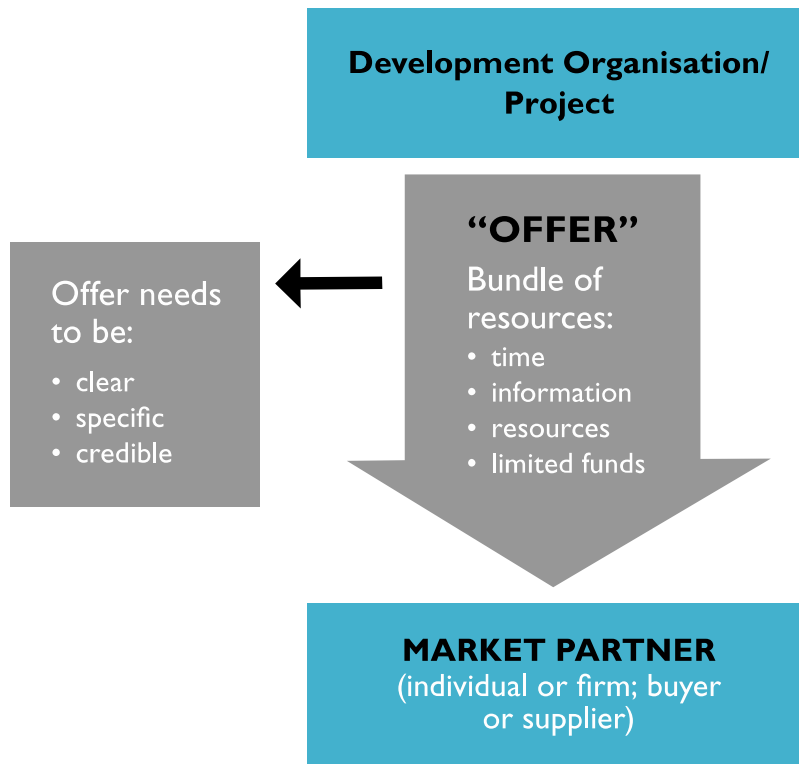 Development Organisation/
Project
“OFFER”
Bundle of
resources:
• time
• information
• resources
• limited funds
Offer needs
to be:
• clear
• specific
• credible
MARKET PARTNER
(individual or firm; buyer
or supplier)